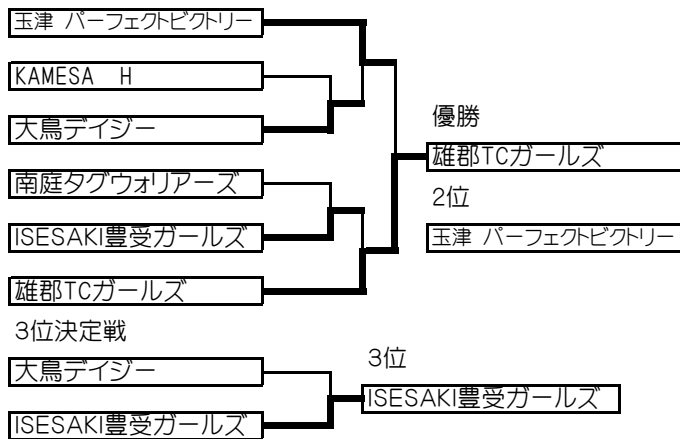 玉津 パーフェクトビクトリー
KAMESA H
大鳥デイジー
南庭タグウォリアーズ
ISESAKI豊受ガールズ
雄郡TCガールズ
優勝
雄郡TCガールズ
2位
玉津 パーフェクトビクトリー
3位決定戦
大鳥デイジー
ISESAKI豊受ガールズ
3位
ISESAKI豊受ガールズ